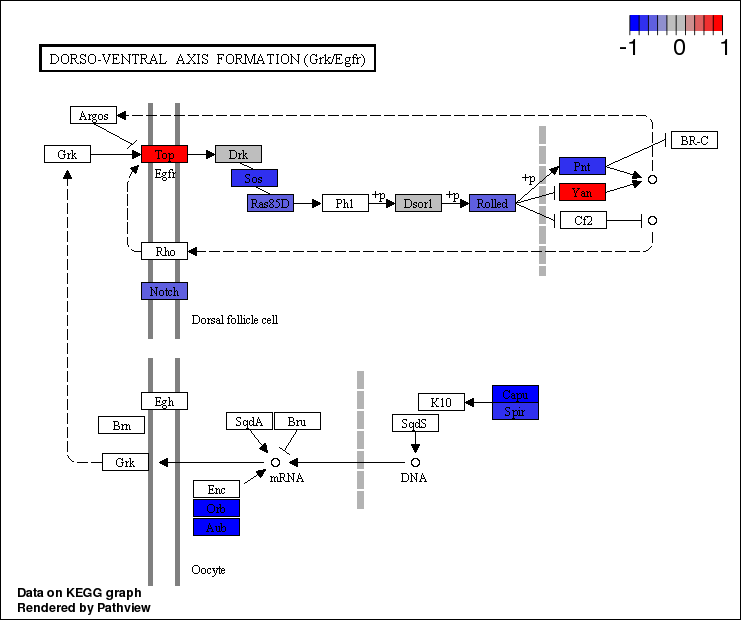 -1 0 1
DORSO-VENTRAL AXIS FORMATION (Grk/Egfr)
Argos
BR-C
Grk
Top
Drk
Egfr
+p
Pnt
Sos
Yan
Ras85D
Ph1
+p
Dsor1
+p
Rolled
Cf2
Rho
Notch
Dorsal follicle cell
Egh
K10
Capu
Spir
Brn
SqdA
Bru
SqdS
Grk
mRNA
DNA
Enc
Orb
Oocyte
Data on KEGG graph
Rendered by Pathview